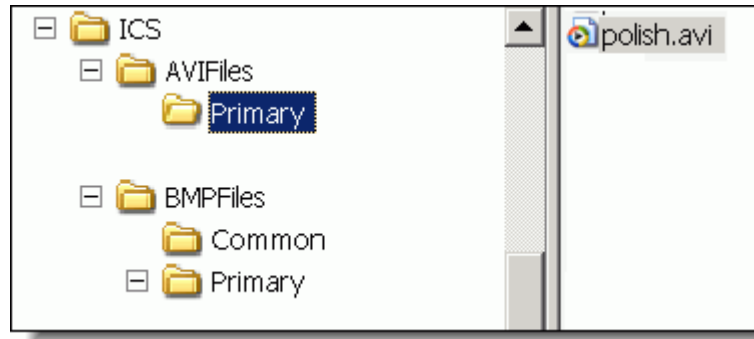 ICS
AVIFiles
Primary
BMPFiles
Common
Primary
polish.avi